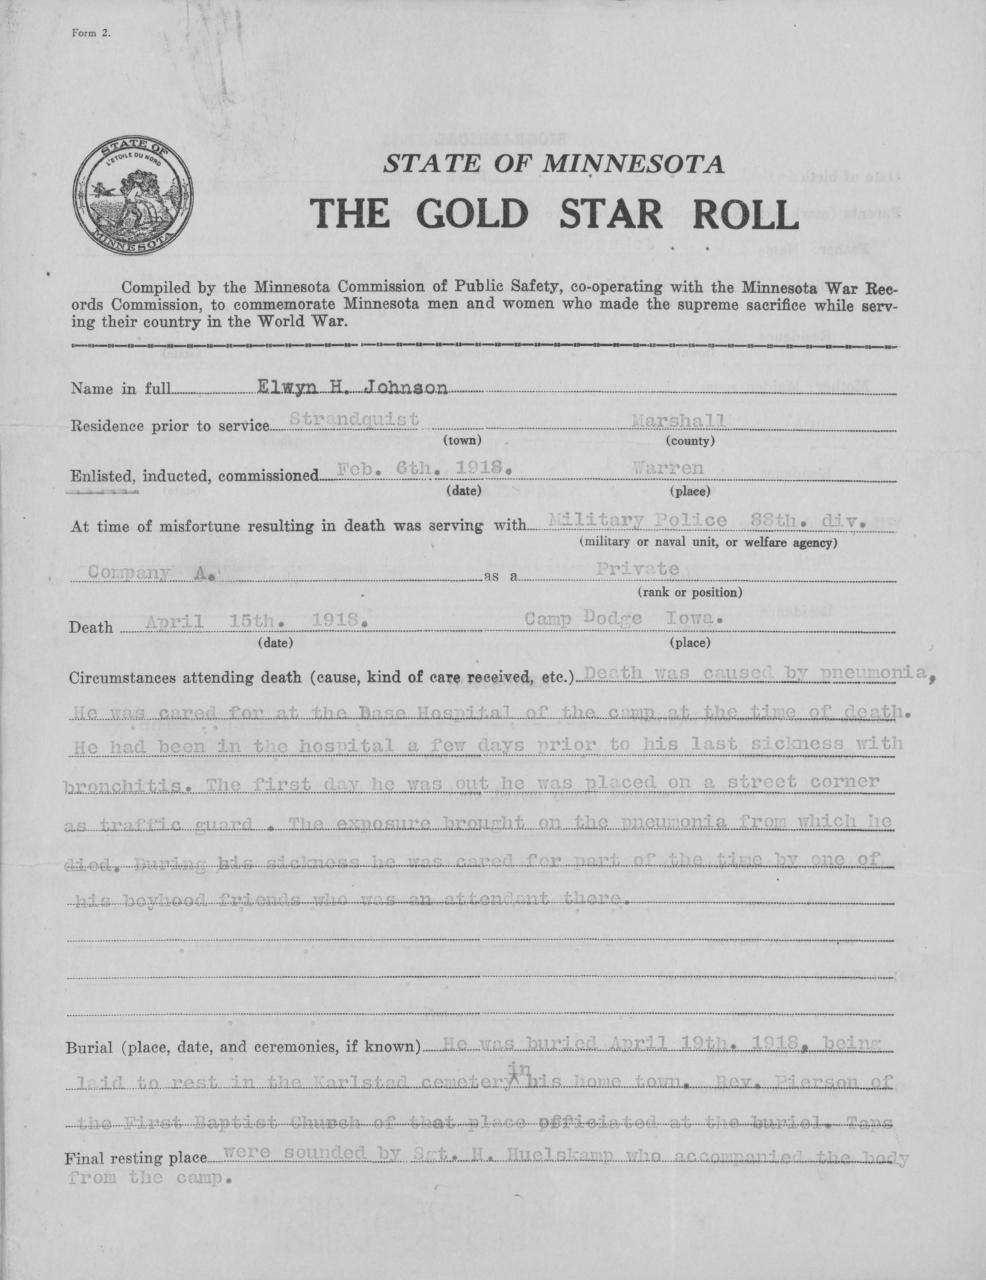 Form 2.
STATE OF
L'ETOILE DU NORD
MINNESOTA
STATE OF MINNESOTA
THE GOLD STAR ROLL
Compiled by the Minnesota Commission of Public Safety, co-operating with the Minnesota War Rec-
ords Commission, to commemorate Minnesota men and women who made the supreme sacrifice while serv-
ing their country in the World War.
Name in full Elwyn H. Johnson
Residence prior to service Strandquist Marshall
(town) (county)
Enlisted, inducted, commissioned Feb. 6th. 1918. Warren
(date) (place)
At time of misfortune resulting in death was serving with Military Police 88th. div.
(military or naval unit, or welfare agency)
Company A. as a Private
(rank or position)
Death April 15th. 1918. Camp Dodge Iowa.
(date) (place)
Circumstances attending death (cause, kind of care received, etc.) Death was caused by pneumonia,
He was cared for at the Base Hospital of the camp at the time of death.
He had been in the hospital a few days prior to his last sickness with
bronchitis. The first day he was out he was placed on a street corner
as traffic guard . The exposure brought on the pneumonia from which he
died. During his sickness he was cared for part of the time by one of
his boyhood friends who was an attendant there.
Burial (place, date, and ceremonies, if known) He was buried April 19th. 1918, being
laid to rest in the Karlstad cemetery in his home town. Rev. Pierson of
the First Baptist Church of that place officiated at the buriel. Taps
Final resting place were sounded by Sgt. H. Huelskamp who accompanied the body
from the camp.